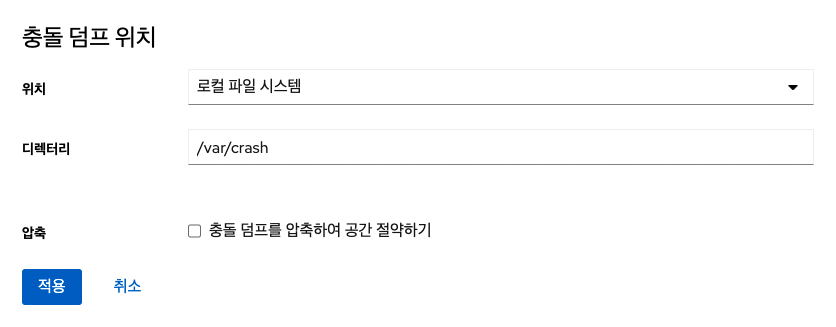 충돌 덤프 위치
위치
로컬 파일 시스템
디렉터리
/var/crash
압축
충돌 덤프를 압축하여 공간 절약하기
적용
취소